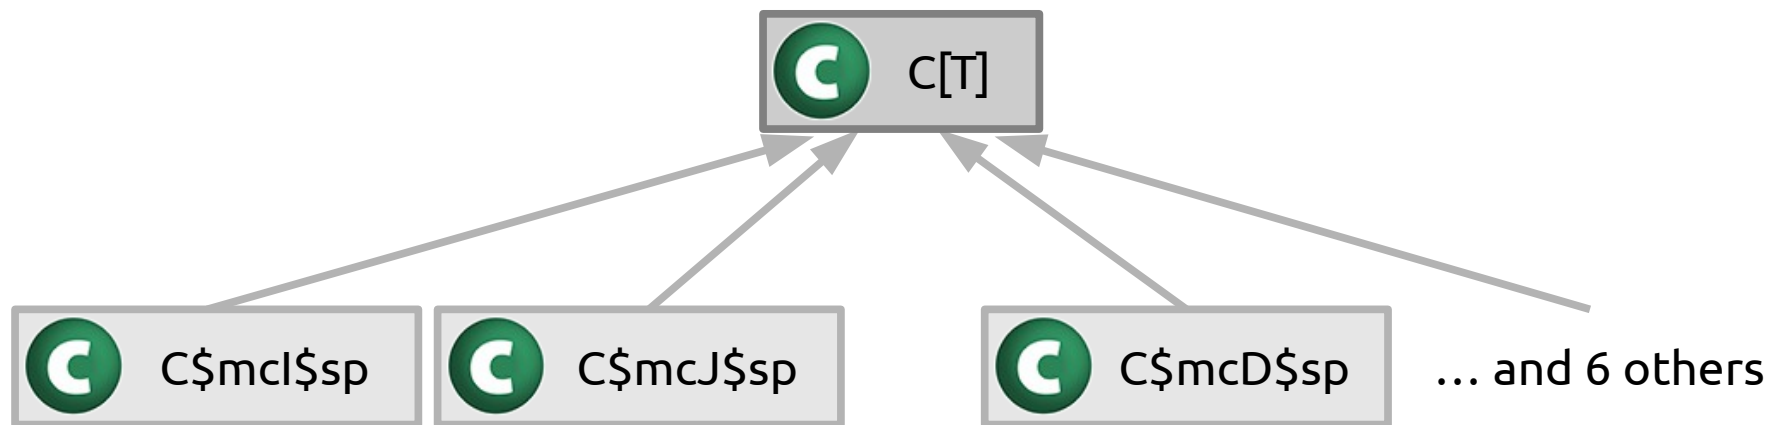 C C[T]
C C$mcI$sp
C C$mcJ$sp
C C$mcD$sp
... and 6 others